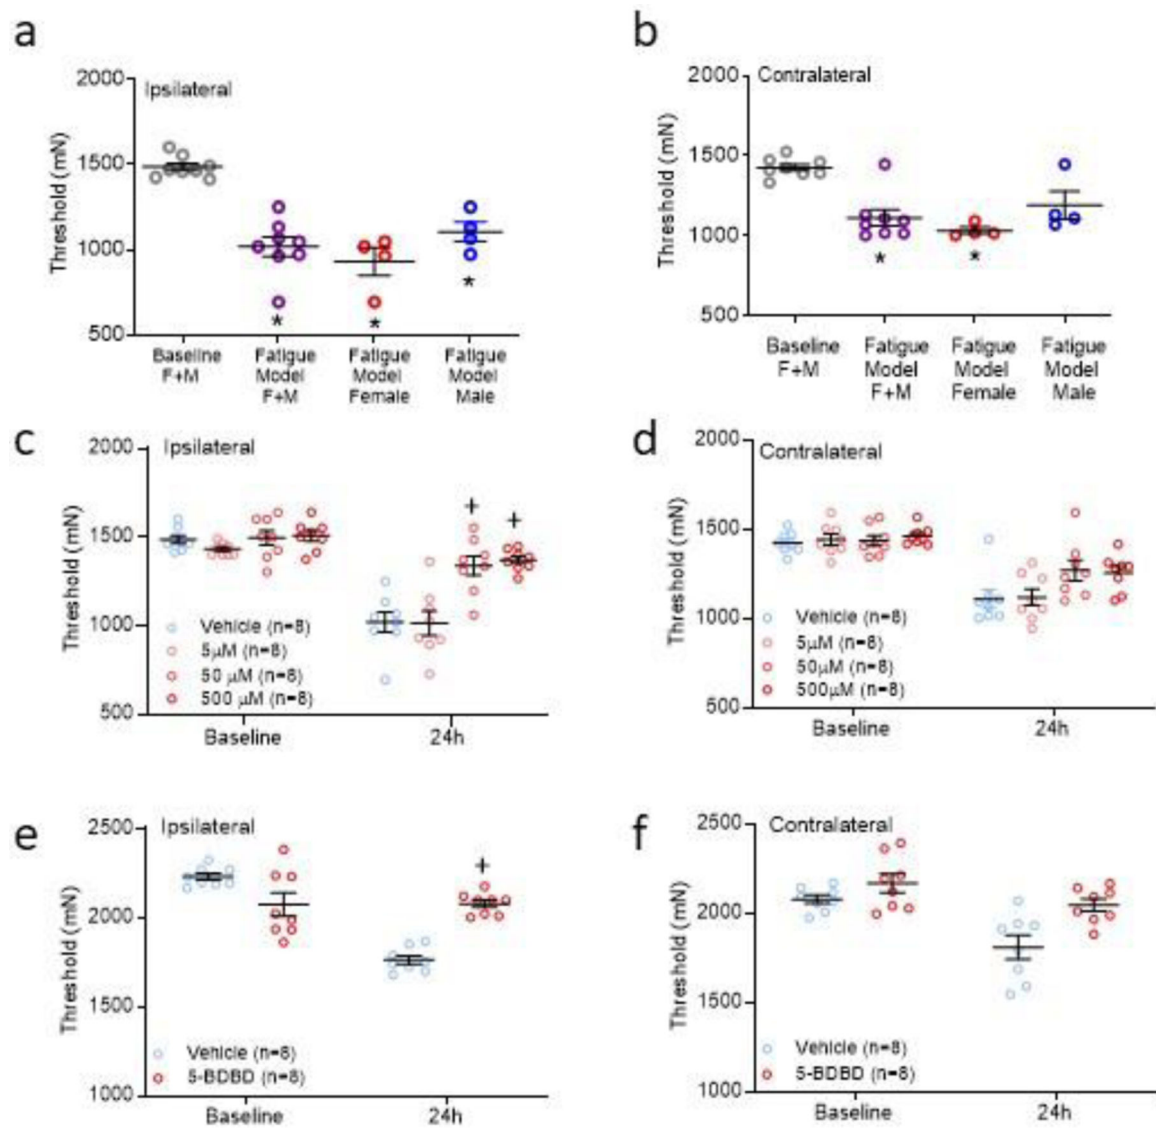 a
2000
Ipsilateral
1500
1000
500
Threshold (mN)
*
*
*
Baseline F+M
Fatigue Model F+M
Fatigue Model Female
Fatigue Model Male
b
2000
Contralateral
1500
1000
500
Threshold (mN)
*
*
Baseline F+M
Fatigue Model F+M
Fatigue Model Female
Fatigue Model Male
c
2000
Ipsilateral
1500
1000
500
Threshold (mN)
+
+
Vehicle (n=8)
5μM (n=8)
50 μM (n=8)
500 μM (n=8)
Baseline
24h
d
2000
Contralateral
1500
1000
500
Threshold (mN)
Vehicle (n=8)
5μM (n=8)
50μM (n=8)
500μM (n=8)
Baseline
24h
e
2500
Ipsilateral
2000
1500
1000
Threshold (mN)
+
Vehicle (n=8)
5-BDBD (n=8)
Baseline
24h
f
2500
Contralateral
2000
1500
1000
Threshold (mN)
Vehicle (n=8)
5-BDBD (n=8)
Baseline
24h